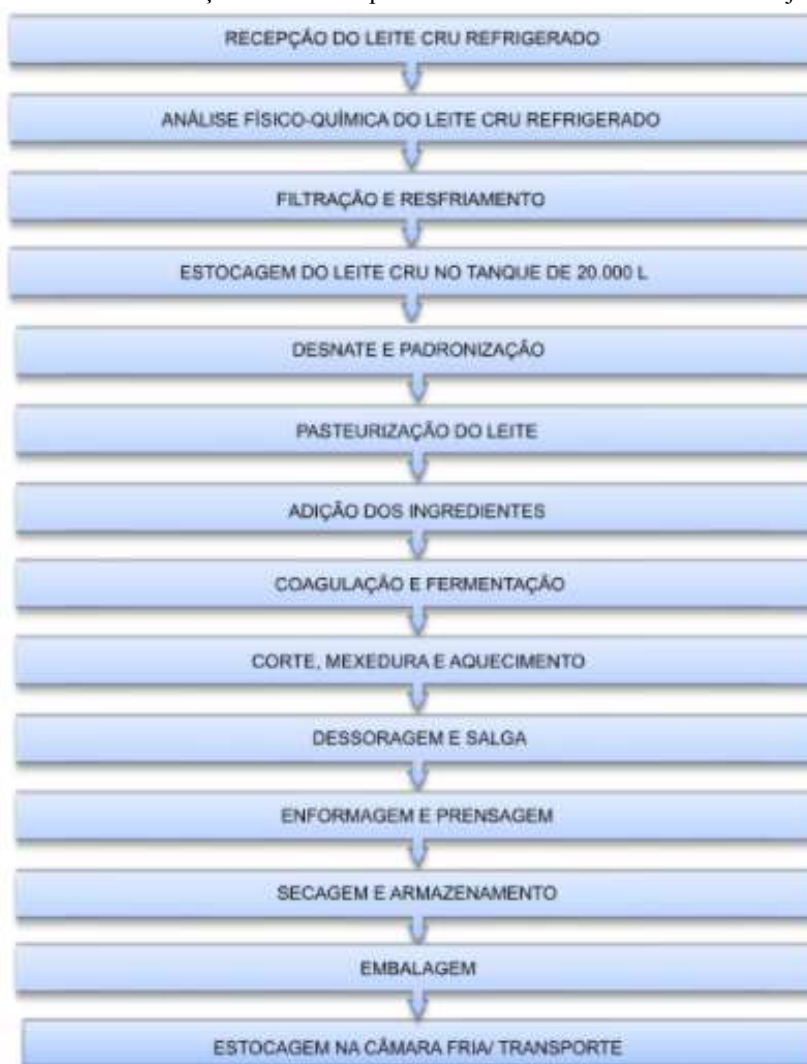 RECEPÇÃO DO LEITE CRU REFRIGERADO
ANÁLISE FÍSICO-QUÍMICA DO LEITE CRU REFRIGERADO
FILTRAÇÃO E RESFRIAMENTO
ESTOCAGEM DO LEITE CRU NO TANQUE DE 20.000 L
DESNATE E PADRONIZAÇÃO
PASTEURIZAÇÃO DO LEITE
ADIÇÃO DOS INGREDIENTES
COAGULAÇÃO E FERMENTAÇÃO
CORTE, MEXEDURA E AQUECIMENTO
DESSORAGEM E SALGA
ENFORMAGEM E PRENSAGEM
SECAGEM E ARMAZENAMENTO
EMBALAGEM
ESTOCAGEM NA CÂMARA FRIA/ TRANSPORTE